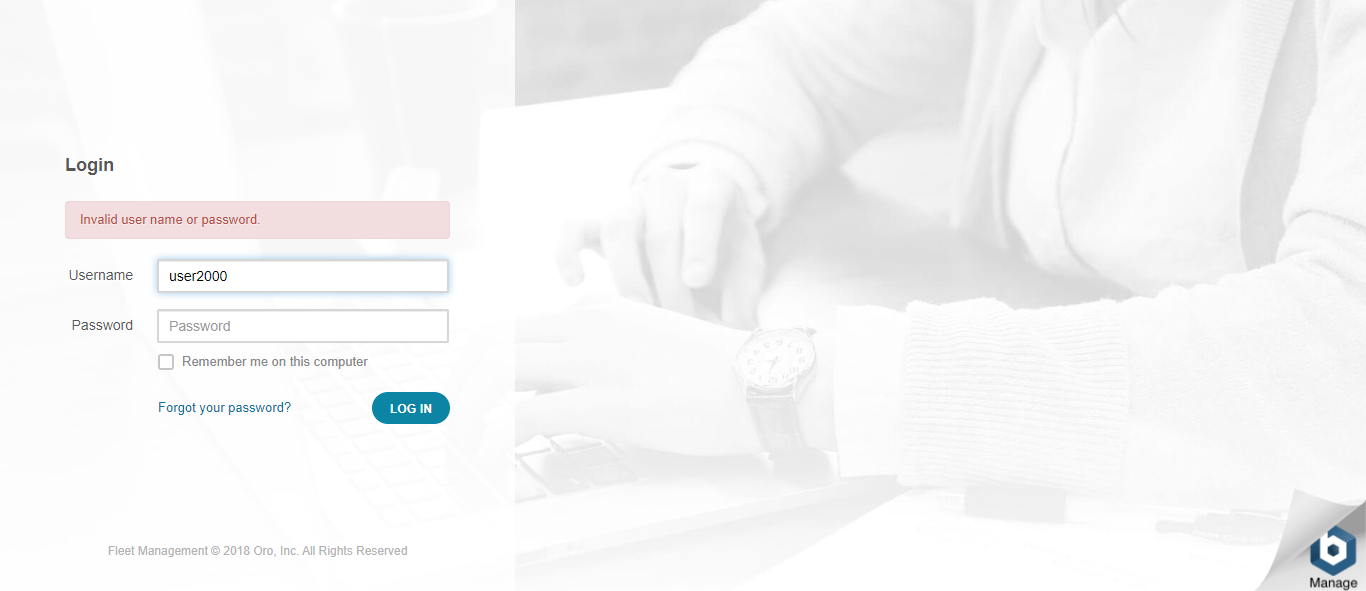 Login
Invalid user name or password.
Username
user2000
Password
Password
Remember me on this computer
Forgot your password?
LOG IN
Fleet Management © 2018 Oro, Inc. All Rights Reserved
Manage